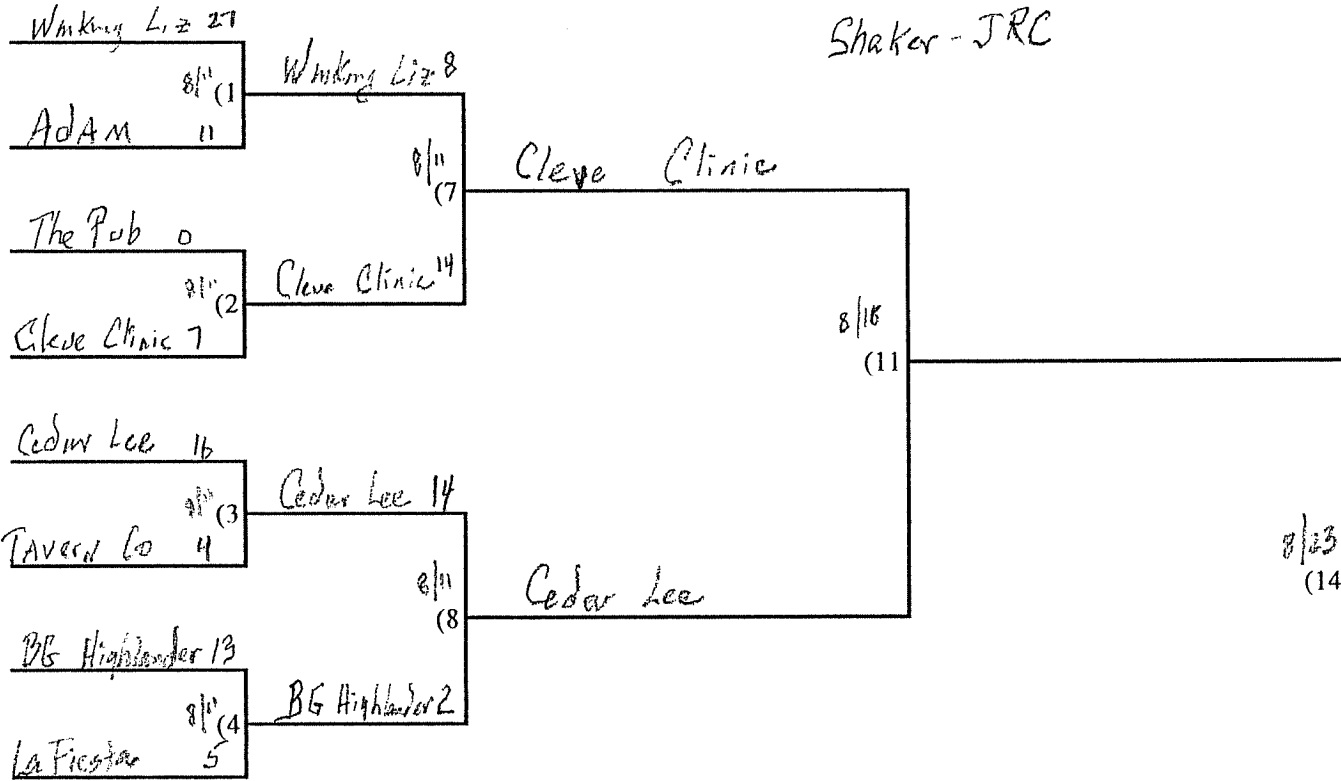 Winking Liz 27
Shaker - JRC
8/11 (1
Winking Liz 8
AdAM 11
8/11
(7
Cleve Clinic
The Pub 0
8/11 (2
Cleve Clinic 14
Cleve Clinic 7
8/18
(11
Cedar Lee 16
8/11 (3
Cedar Lee 14
TAvern Co 4
8/11
(8
Cedar Lee
8/23
(14
BG Highlander 13
8/11 (4
BG Highlander 2
La Fiesta 5